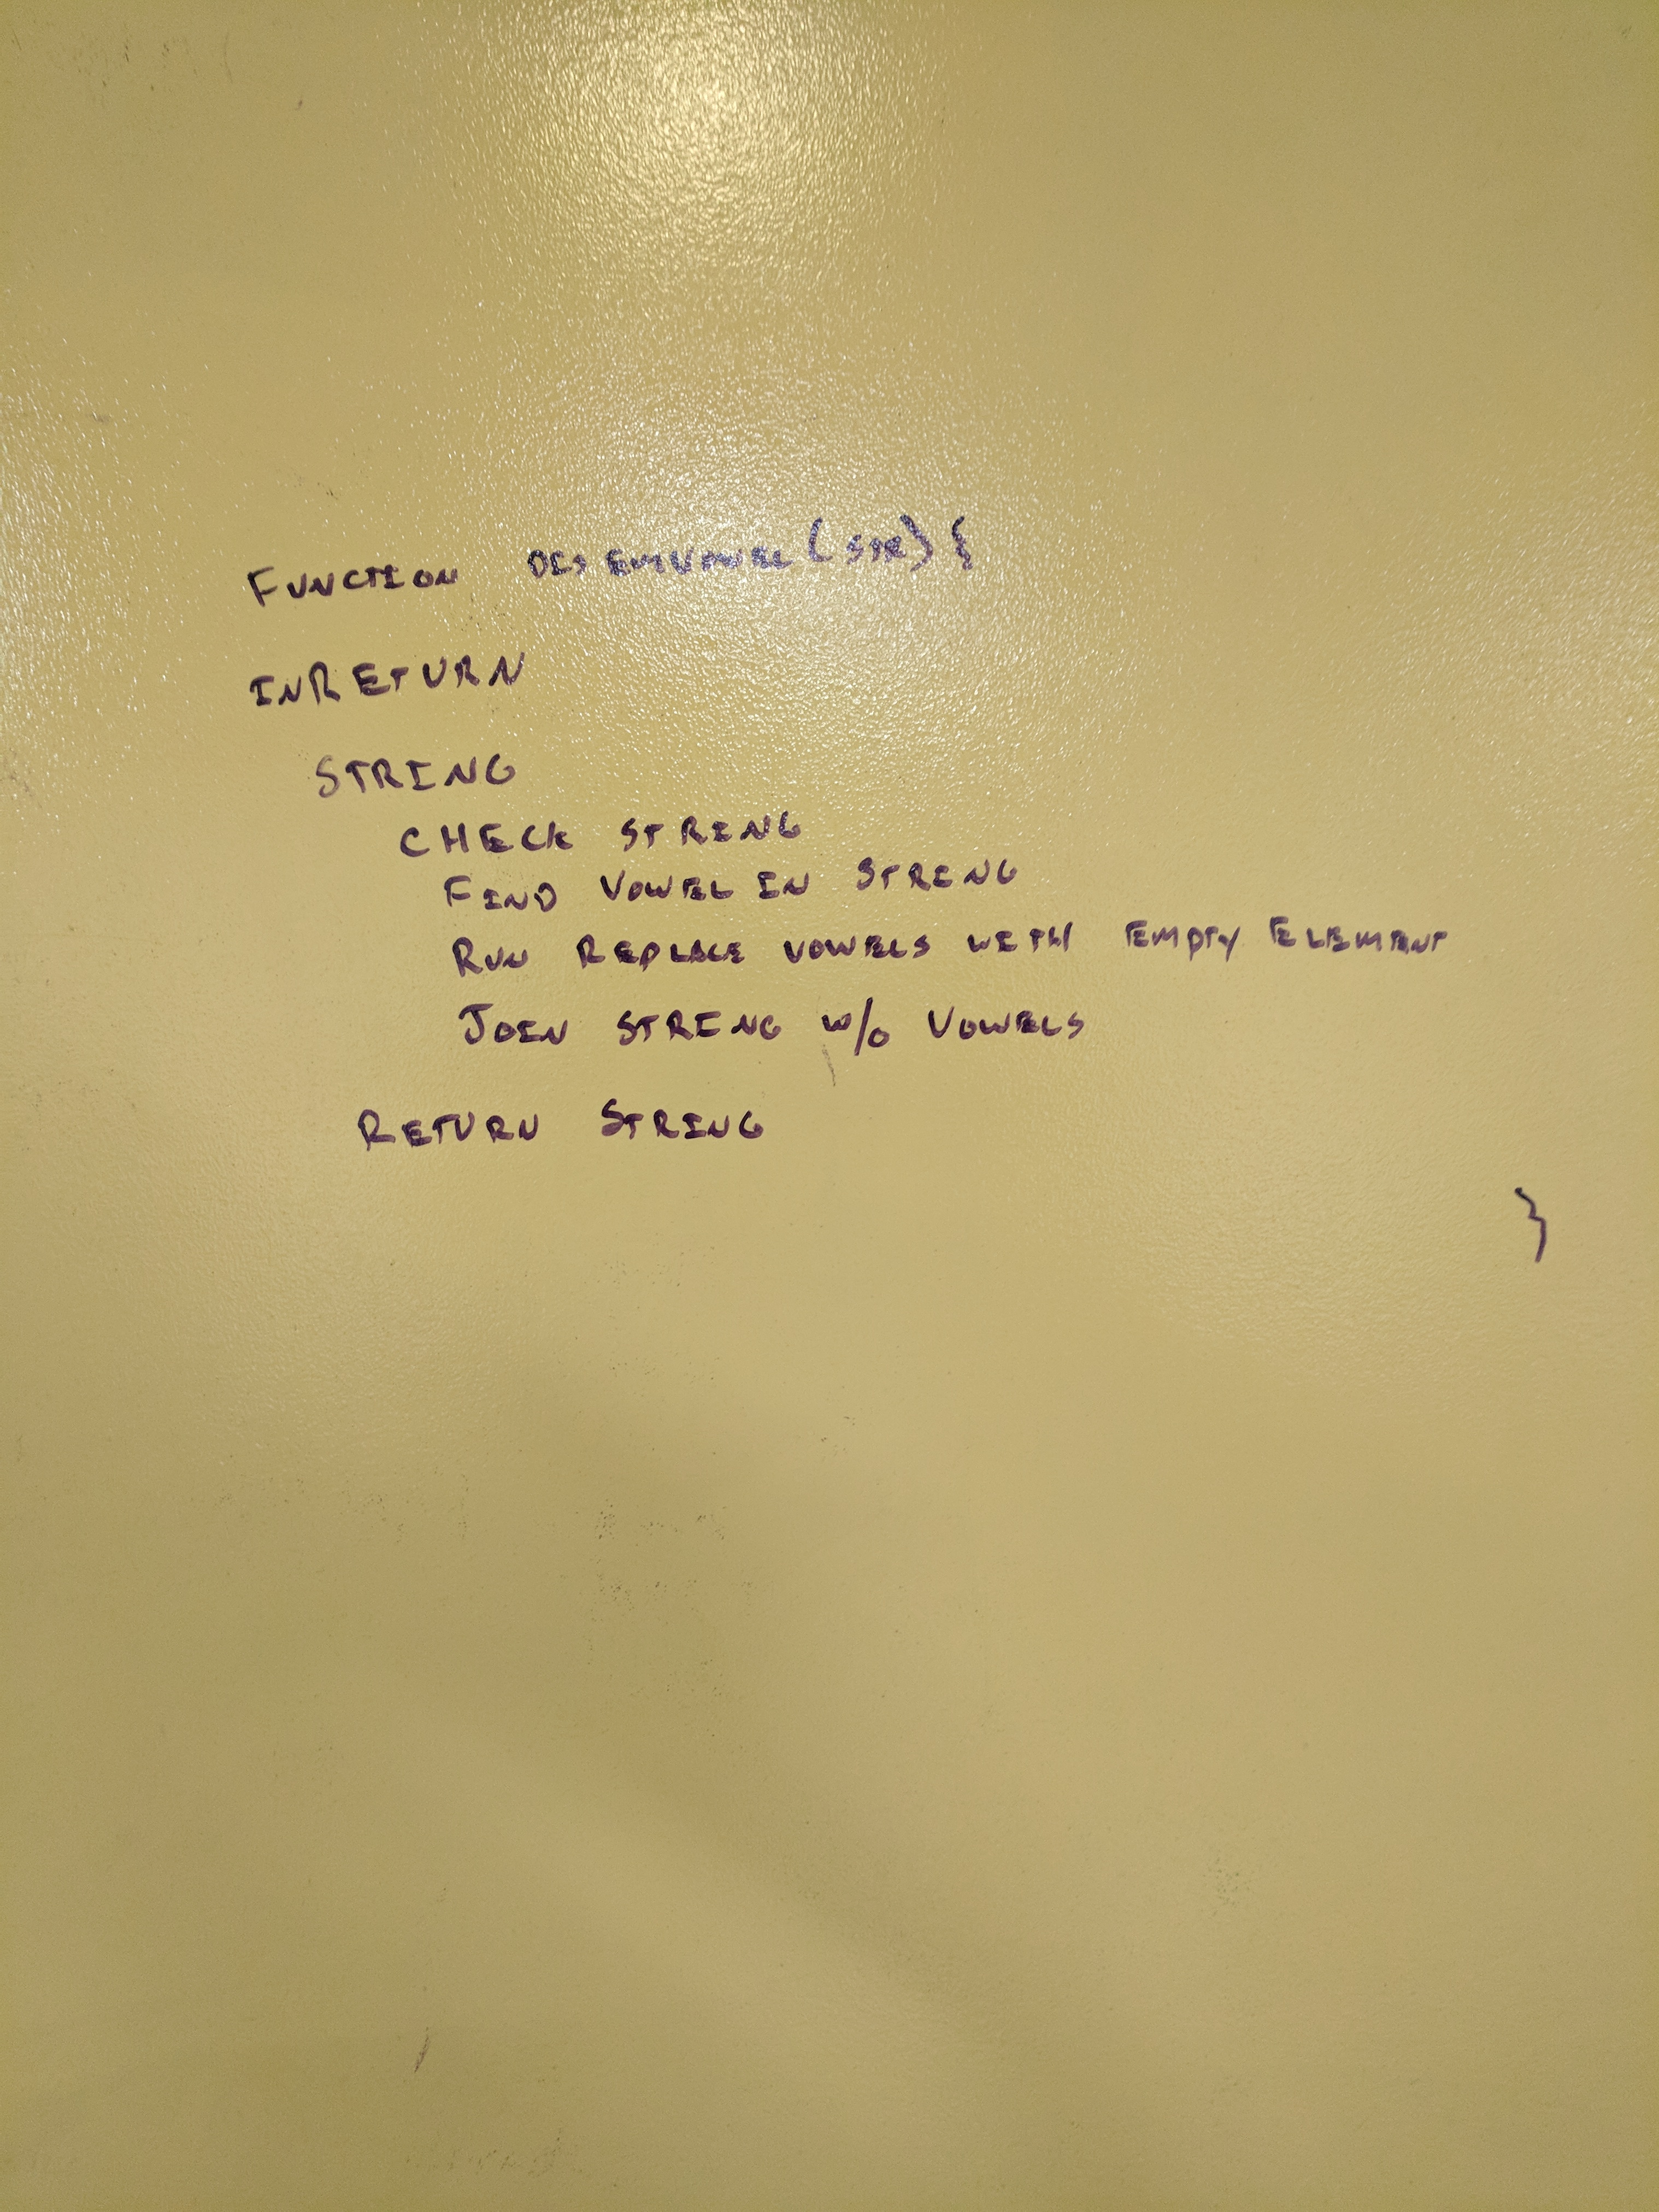 FUNCTION DISEMVOWEL (STR) {
INRETURN
STRING
CHECK STRING
FIND VOWEL IN STRING
RUN REPLACE VOWELS WITH EMPTY ELEMENT
JOIN STRING W/O VOWELS
RETURN STRING
}